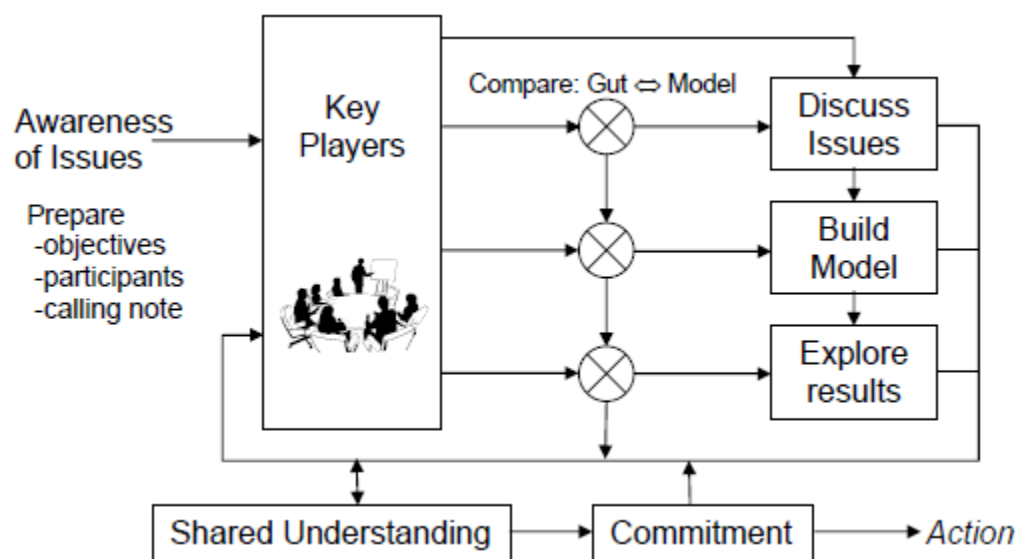 Awareness
of Issues
Prepare
-objectives
-participants
-calling note
Key
Players
Compare: Gut ⇔ Model
Discuss
Issues
Build
Model
Explore
results
Shared Understanding
Commitment
Action